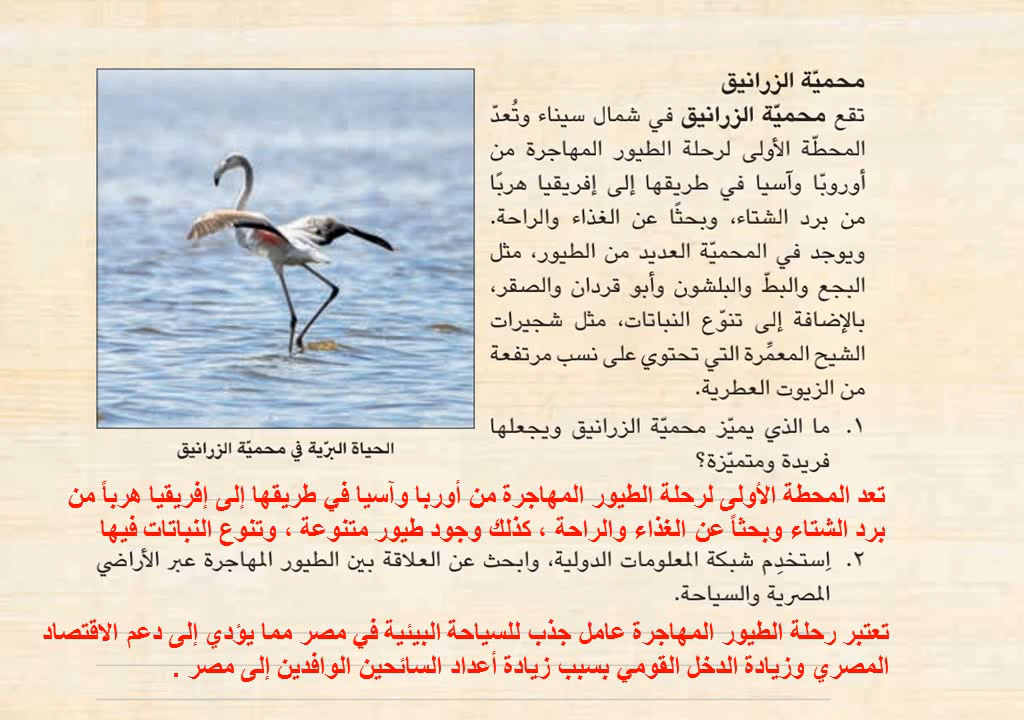 محميّة الزرانيق
تقع محميّة الزرانيق في شمال سيناء وتُعدّ
المحطّة الأولى لرحلة الطيور المهاجرة من
أوروبّا وآسيا في طريقها إلى إفريقيا هربًا
من برد الشتاء، وبحثًا عن الغذاء والراحة.
ويوجد في المحميّة العديد من الطيور، مثل
البجع والبطّ والبلشون وأبو قردان والصقر،
بالإضافة إلى تنوّع النباتات، مثل شجيرات
الشيح المعمِّرة التي تحتوي على نسب مرتفعة
من الزيوت العطرية.
الحياة البرّية في محميّة الزرانيق
١. ما الذي يميّز محميّة الزرانيق ويجعلها
فريدة ومتميّزة؟
تعد المحطة الأولى لرحلة الطيور المهاجرة من أوربا وآسيا في طريقها إلى إفريقيا هرباً من
برد الشتاء وبحثاً عن الغذاء والراحة ، كذلك وجود طيور متنوعة ، وتنوع النباتات فيها
٢. اِستخدِم شبكة المعلومات الدولية، وابحث عن العلاقة بين الطيور المهاجرة عبر الأراضي
المصرية والسياحة.
تعتبر رحلة الطيور المهاجرة عامل جذب للسياحة البيئية في مصر مما يؤدي إلى دعم الاقتصاد
المصري وزيادة الدخل القومي بسبب زيادة أعداد السائحين الوافدين إلى مصر .